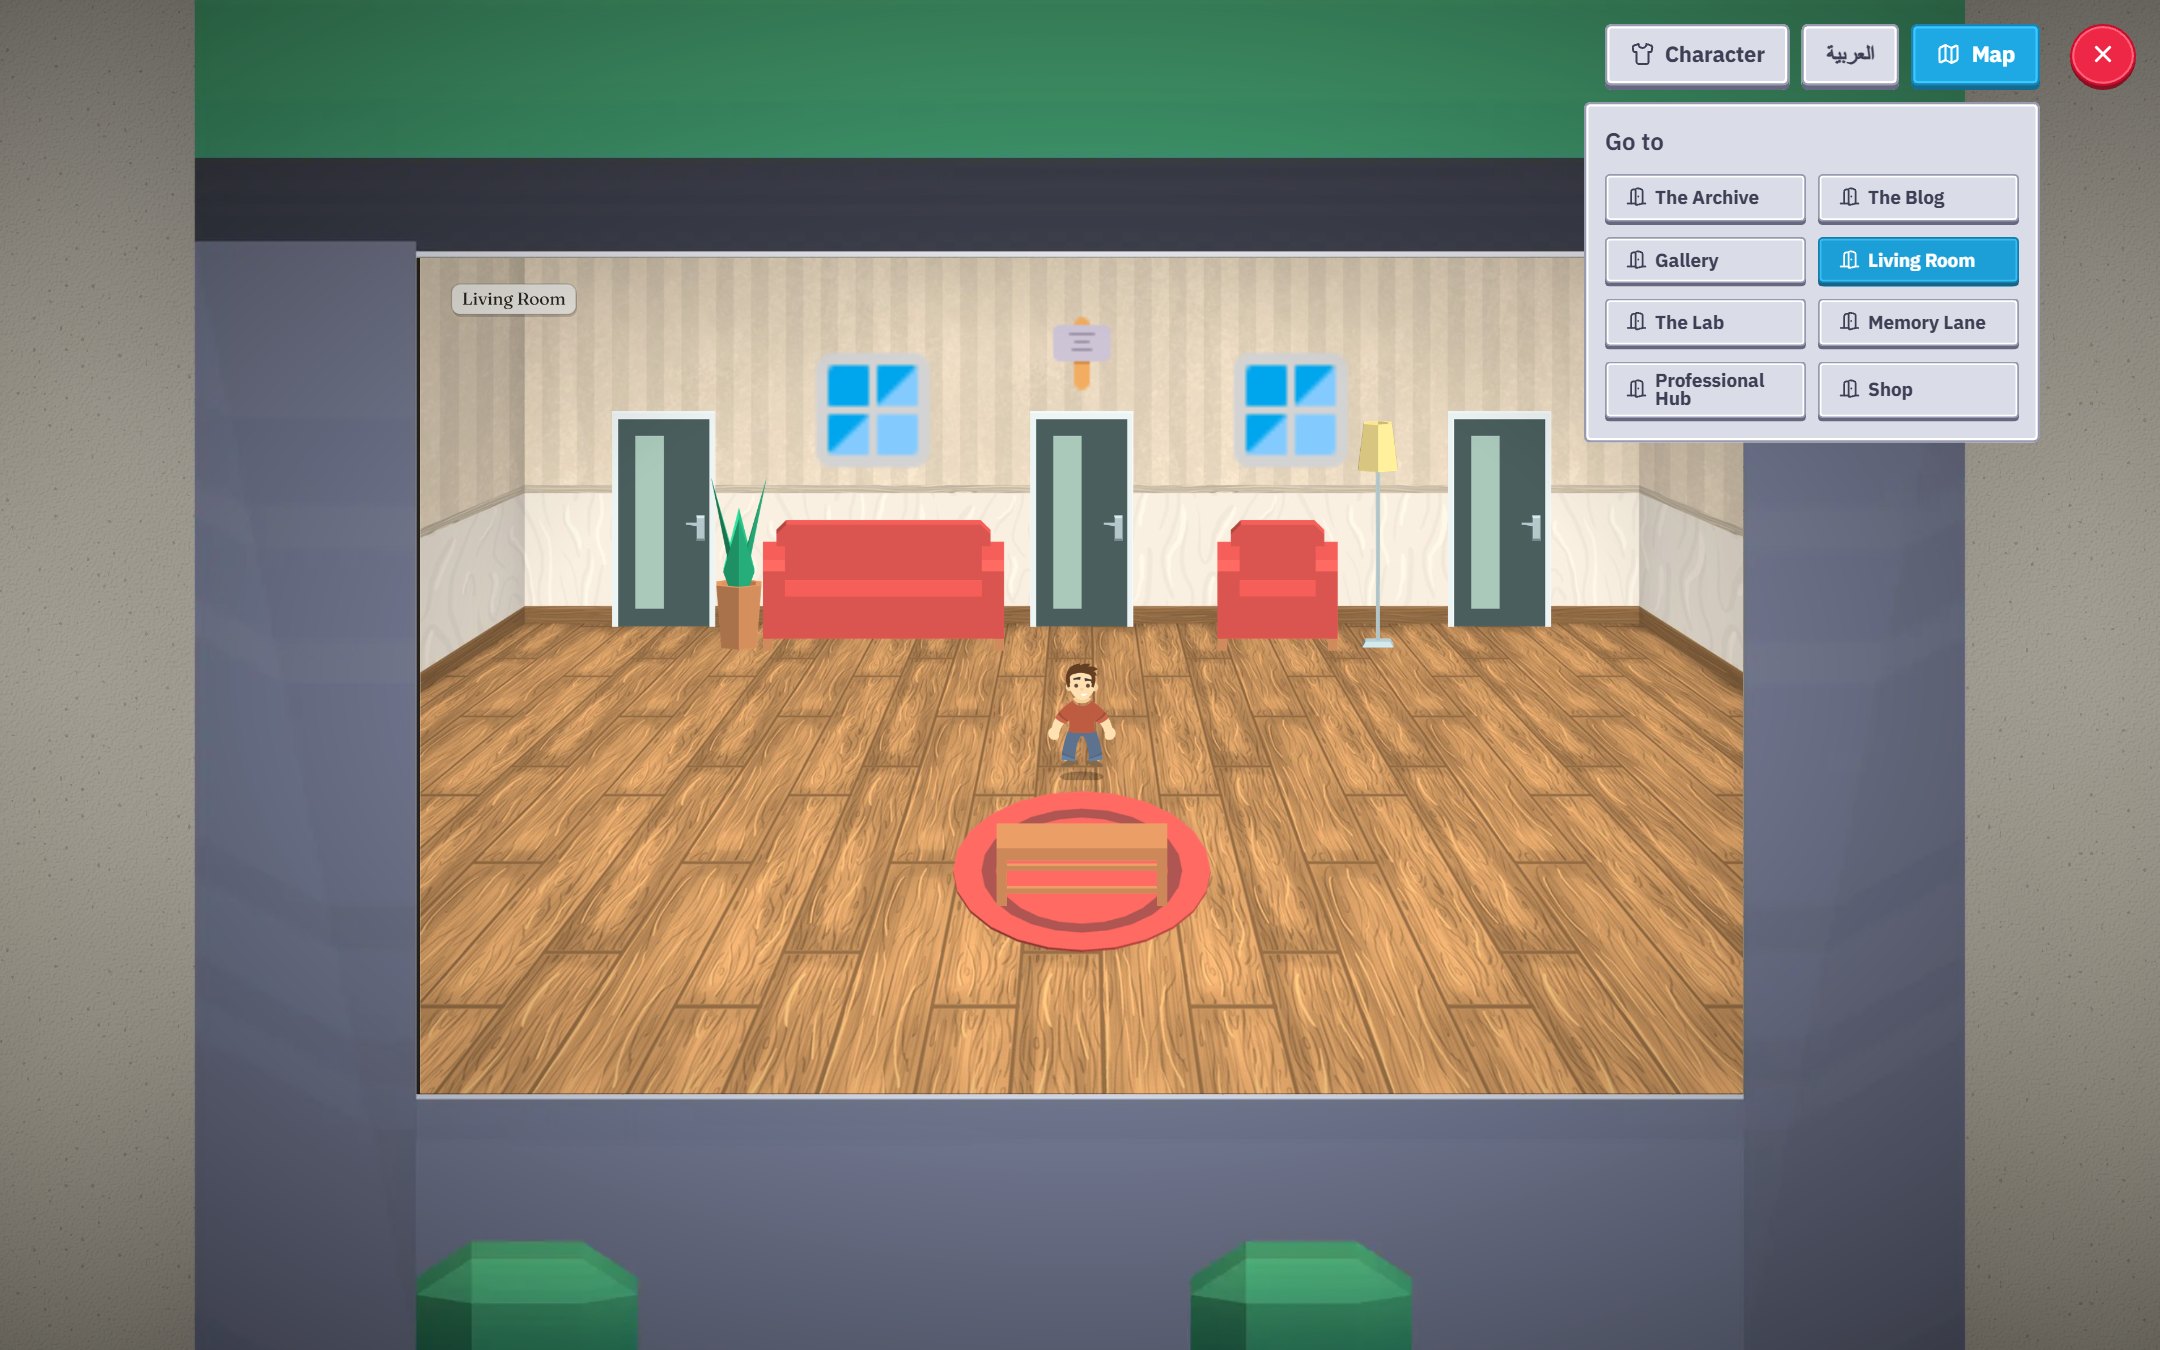 Character
العربية
Map
Go to
The Archive
The Blog
Gallery
Living Room
The Lab
Memory Lane
Professional
Hub
Shop
Living Room